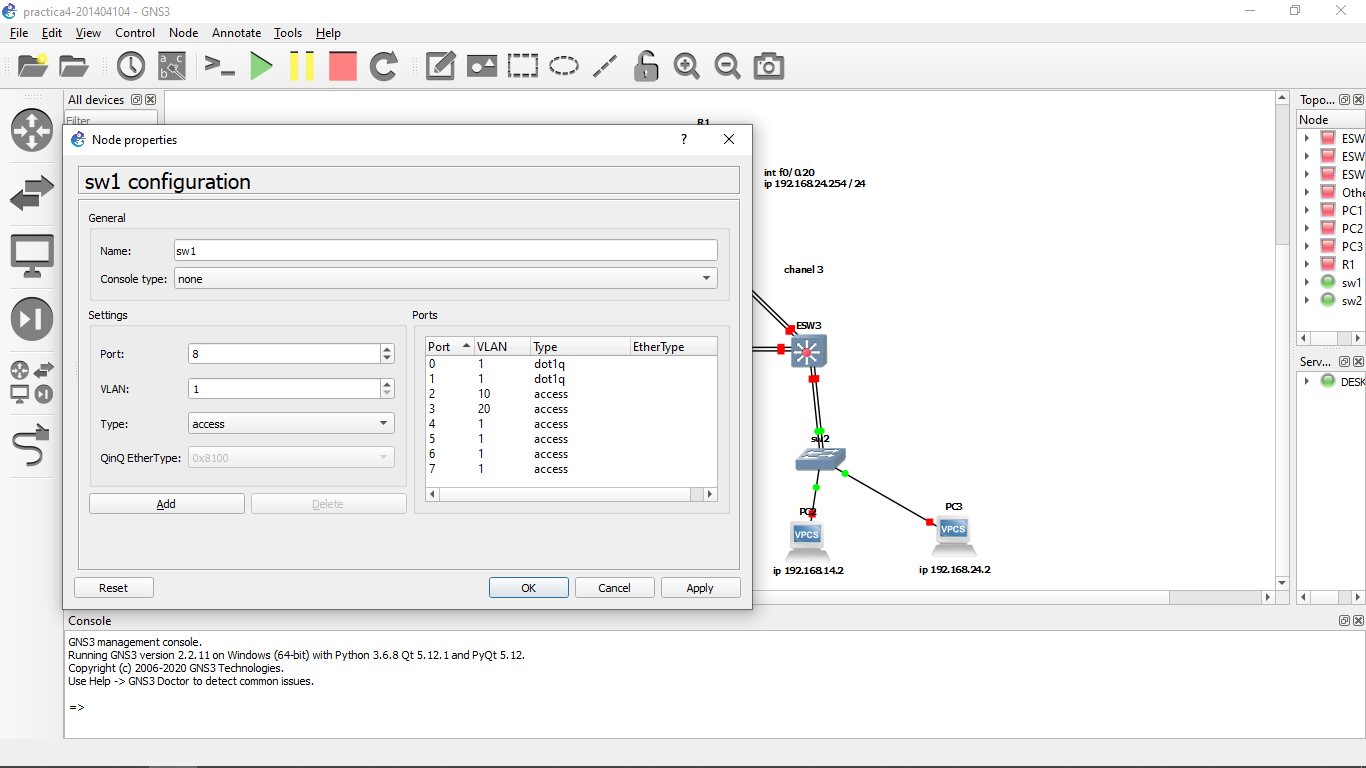 practica4-201404104 - GNS3
File Edit View Control Node Annotate Tools Help
All devices
Filter
Topo...
Node
ESW
ESW
ESW
Othe
PC1
PC2
PC3
R1
sw1
sw2
Serv...
DESK
R1
int f0/0.20
ip 192.168.24.254 / 24
chanel 3
ESW3
sw2
PC2
VPCS
ip 192.168.14.2
PC3
VPCS
ip 192.168.24.2
Node properties
?
sw1 configuration
General
Name: sw1
Console type: none
Settings
Port: 8
VLAN: 1
Type: access
QinQ EtherType: 0x8100
Add Delete
Ports
Port VLAN Type EtherType
0 1 dot1q
1 1 dot1q
2 10 access
3 20 access
4 1 access
5 1 access
6 1 access
7 1 access
Reset OK Cancel Apply
Console
GNS3 management console.
Running GNS3 version 2.2.11 on Windows (64-bit) with Python 3.6.8 Qt 5.12.1 and PyQt 5.12.
Copyright (c) 2006-2020 GNS3 Technologies.
Use Help -> GNS3 Doctor to detect common issues.
=>